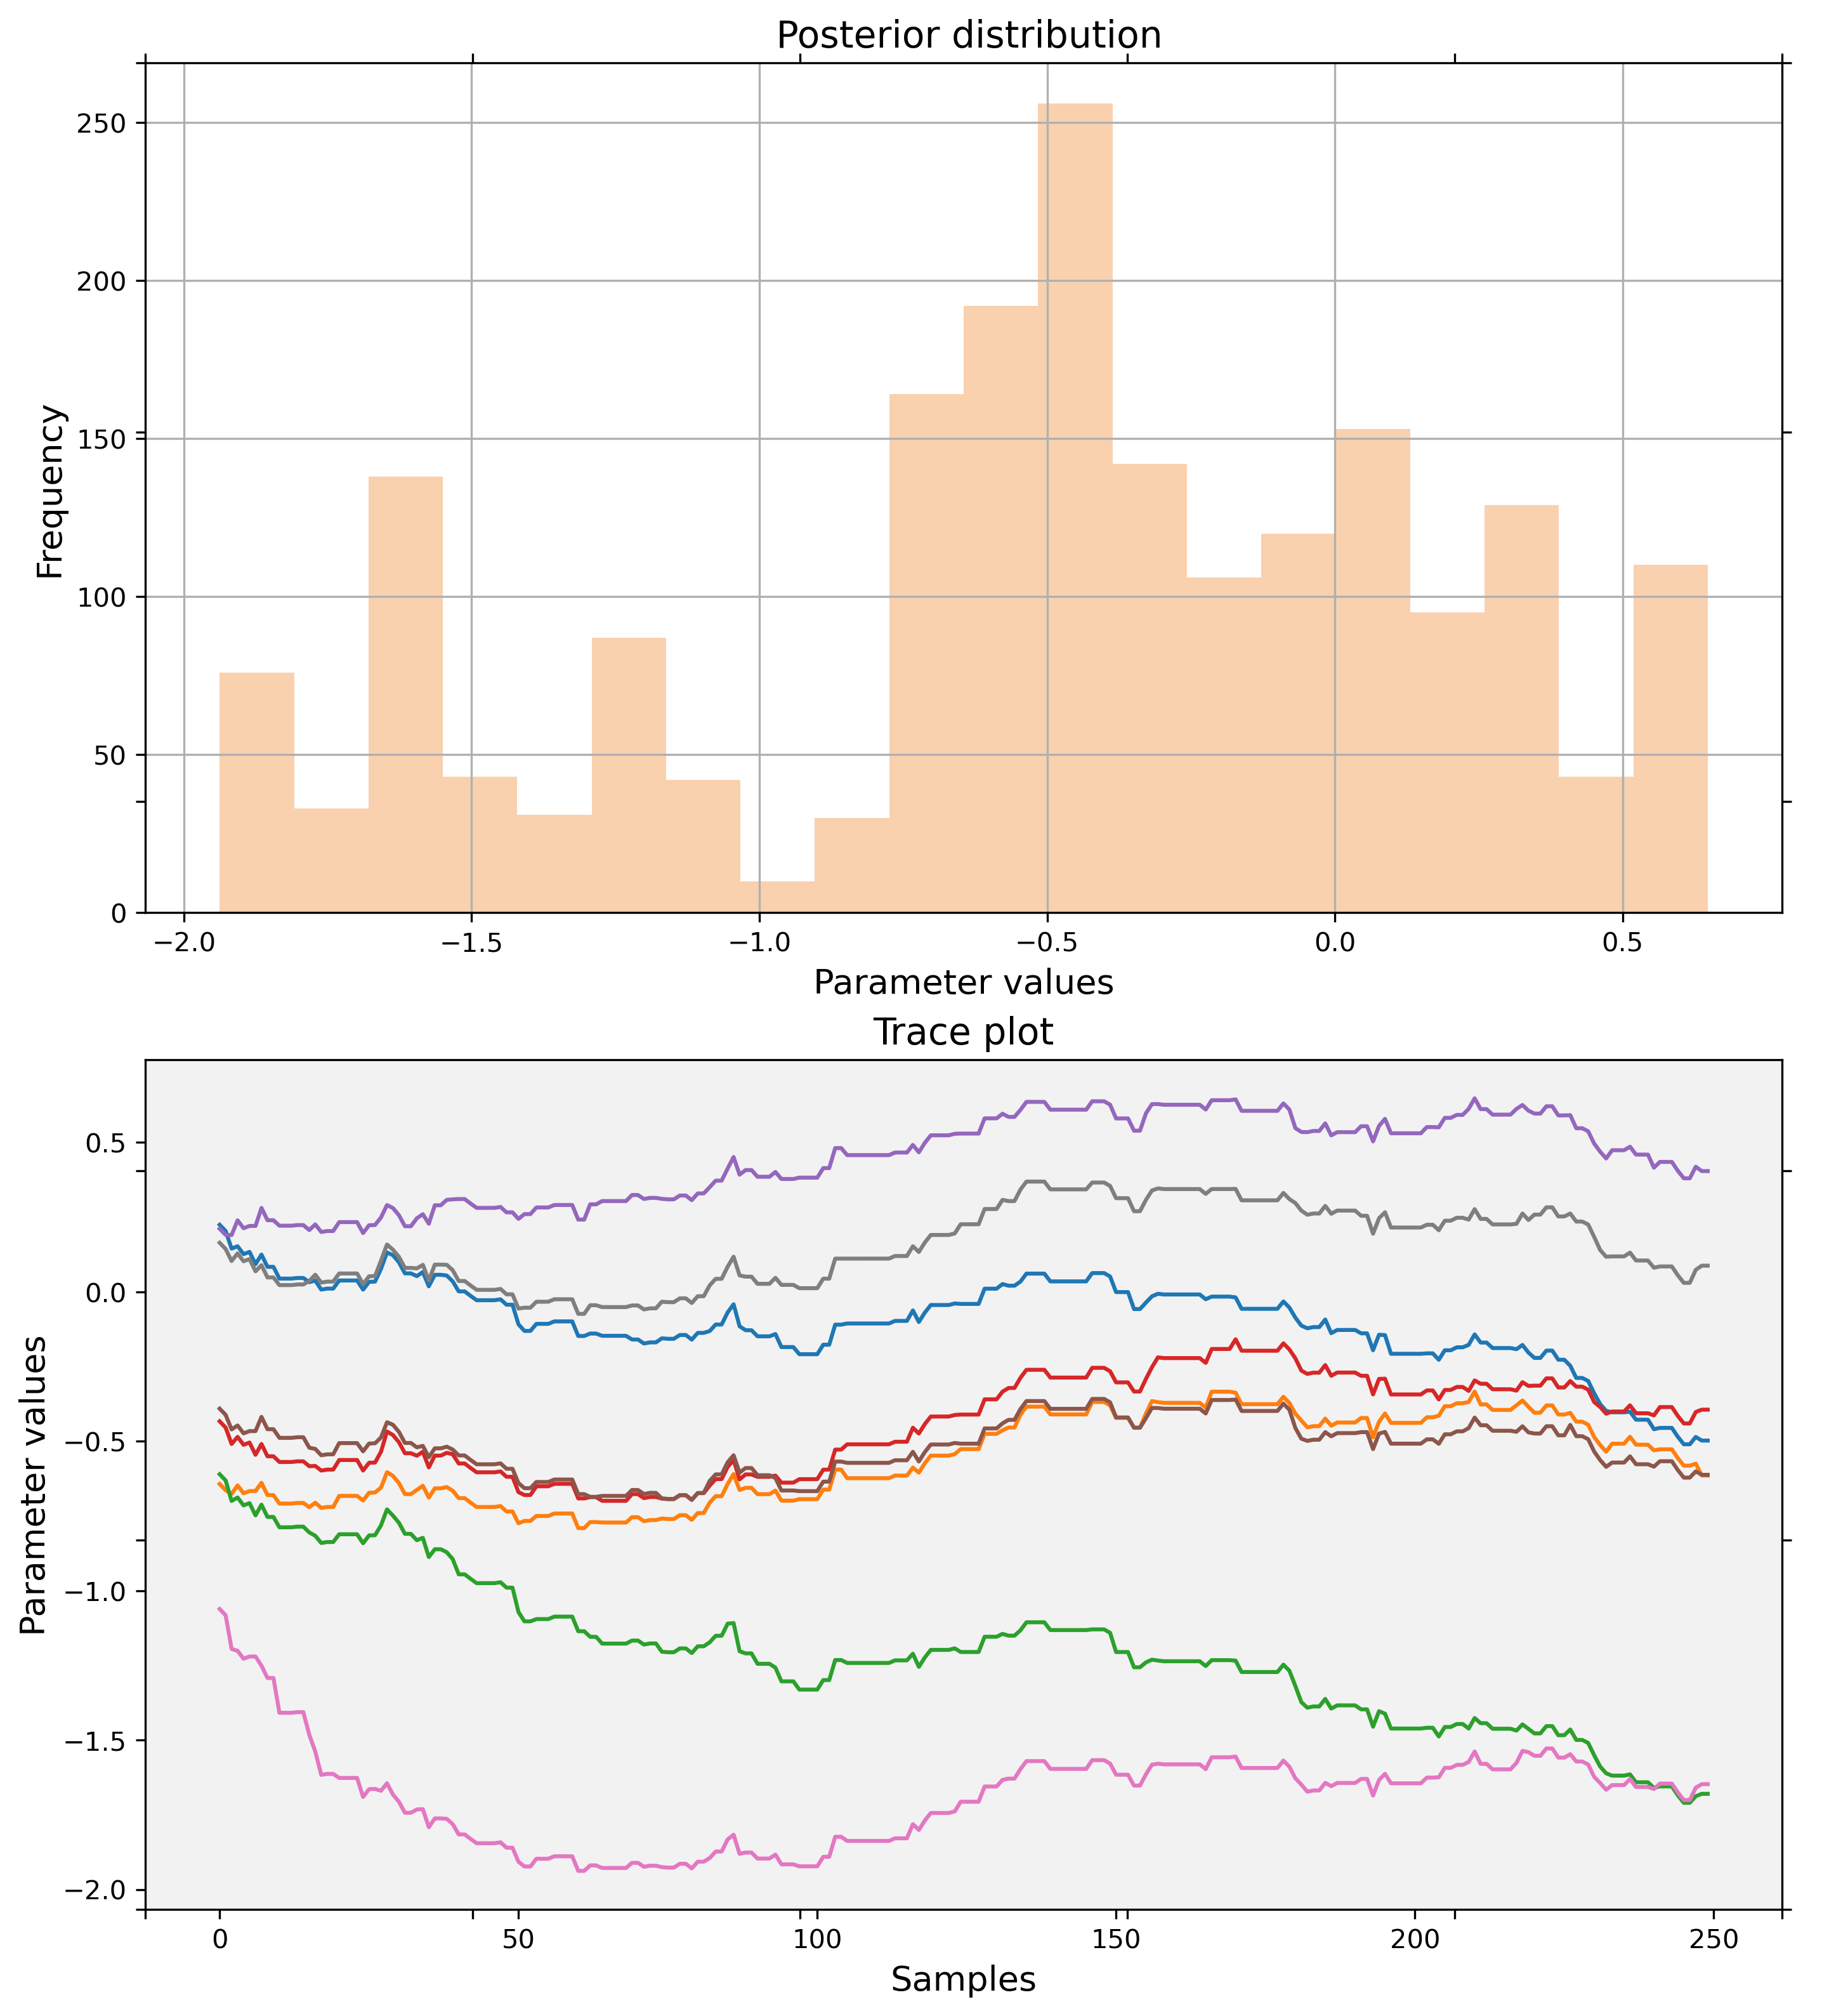 Posterior distribution
250
200
150
100
50
0
Frequency
−2.0 −1.5 −1.0 −0.5 0.0 0.5
Parameter values
Trace plot
0.5
0.0
−0.5
−1.0
−1.5
−2.0
Parameter values
0 50 100 150 200 250
Samples